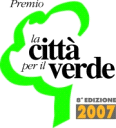 Premio
la
città
per il verde
8ª EDIZIONE
2007